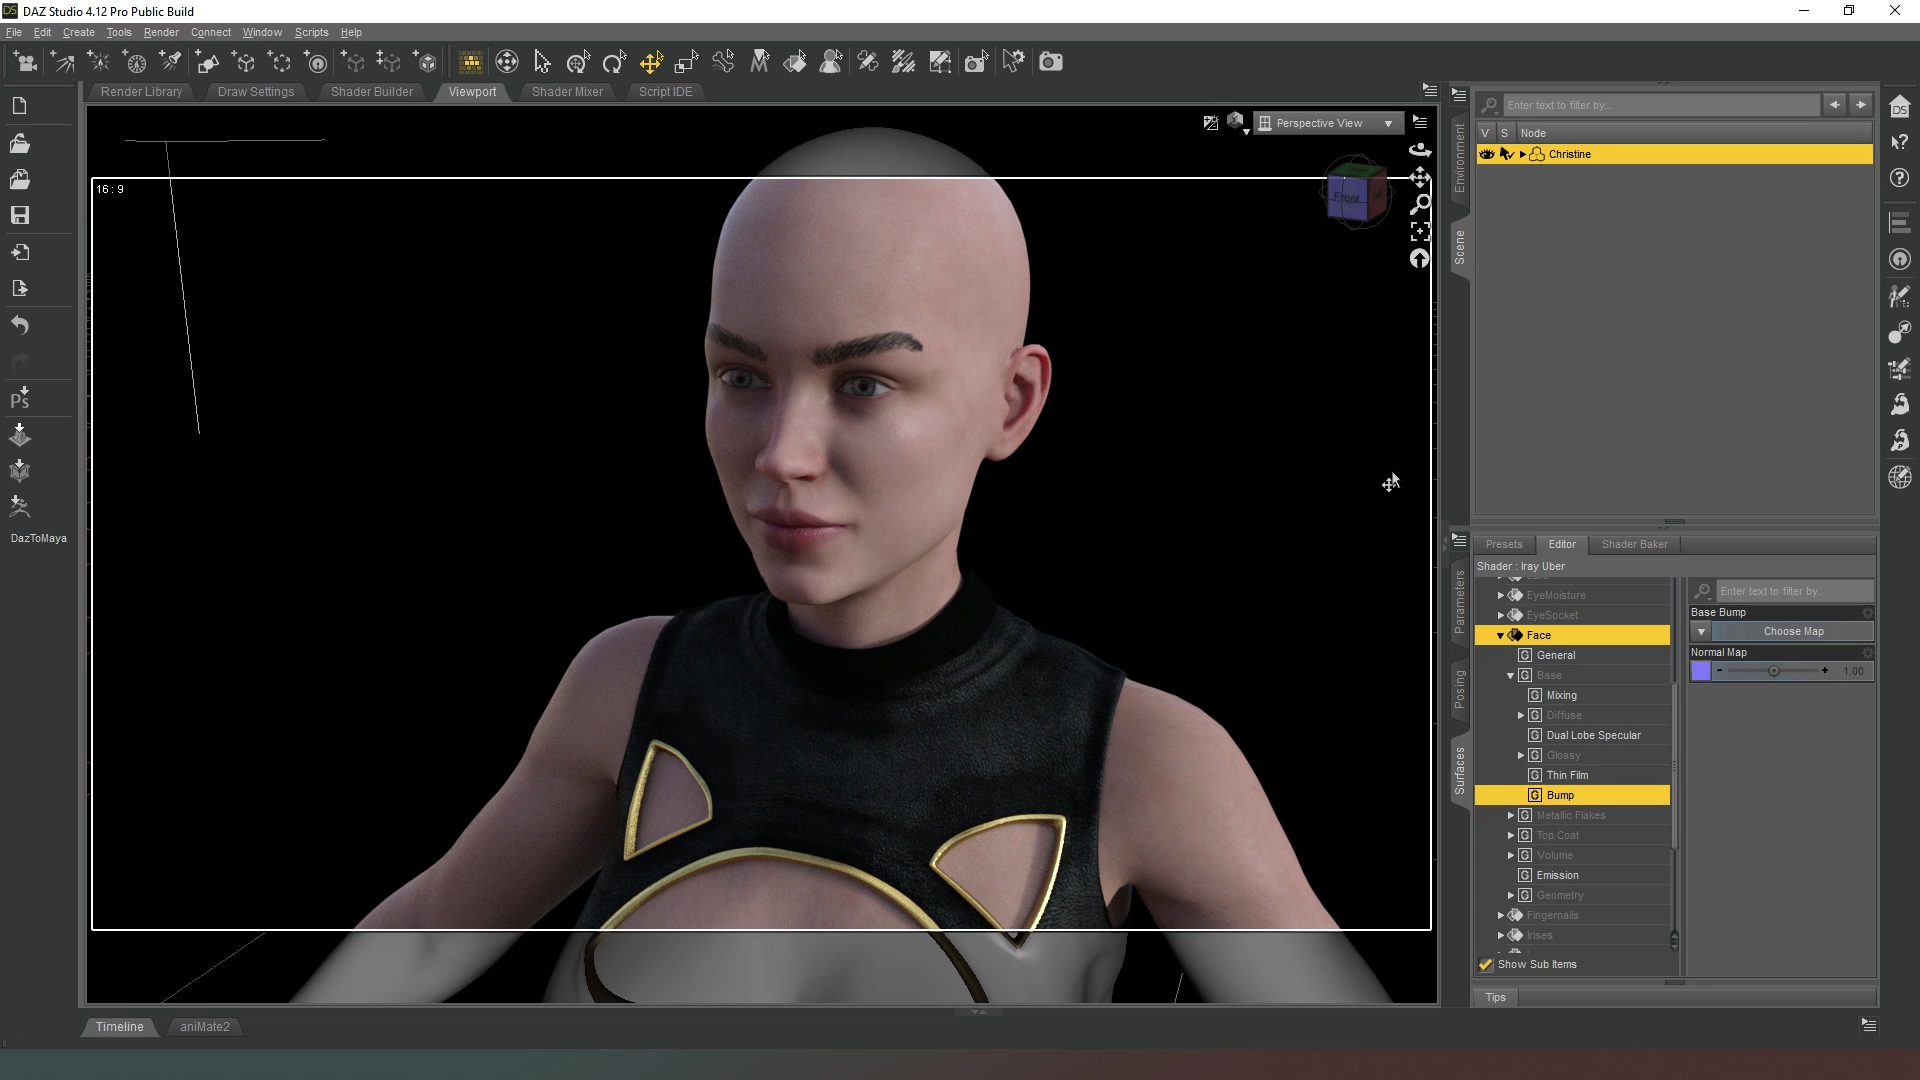 DS DAZ Studio 4.12 Pro Public Build
File Edit Create Tools Render Connect Window Scripts Help
Render Library Draw Settings Shader Builder Viewport Shader Mixer Script IDE
Perspective View
16 : 9
Front
Ps
DazToMaya
Environment
Scene
Enter text to filter by...
V S Node
Christine
DS
Parameters
Posing
Surfaces
Presets Editor Shader Baker
Shader : Iray Uber
EyeMoisture
EyeSocket
Face
G General
G Base
G Mixing
G Diffuse
G Dual Lobe Specular
G Glossy
G Thin Film
G Bump
G Metallic Flakes
G Top Coat
G Volume
G Emission
G Geometry
Fingernails
Irises
Show Sub Items
Enter text to filter by...
Base Bump
Choose Map
Normal Map
- + 1.00
Tips
Timeline aniMate2